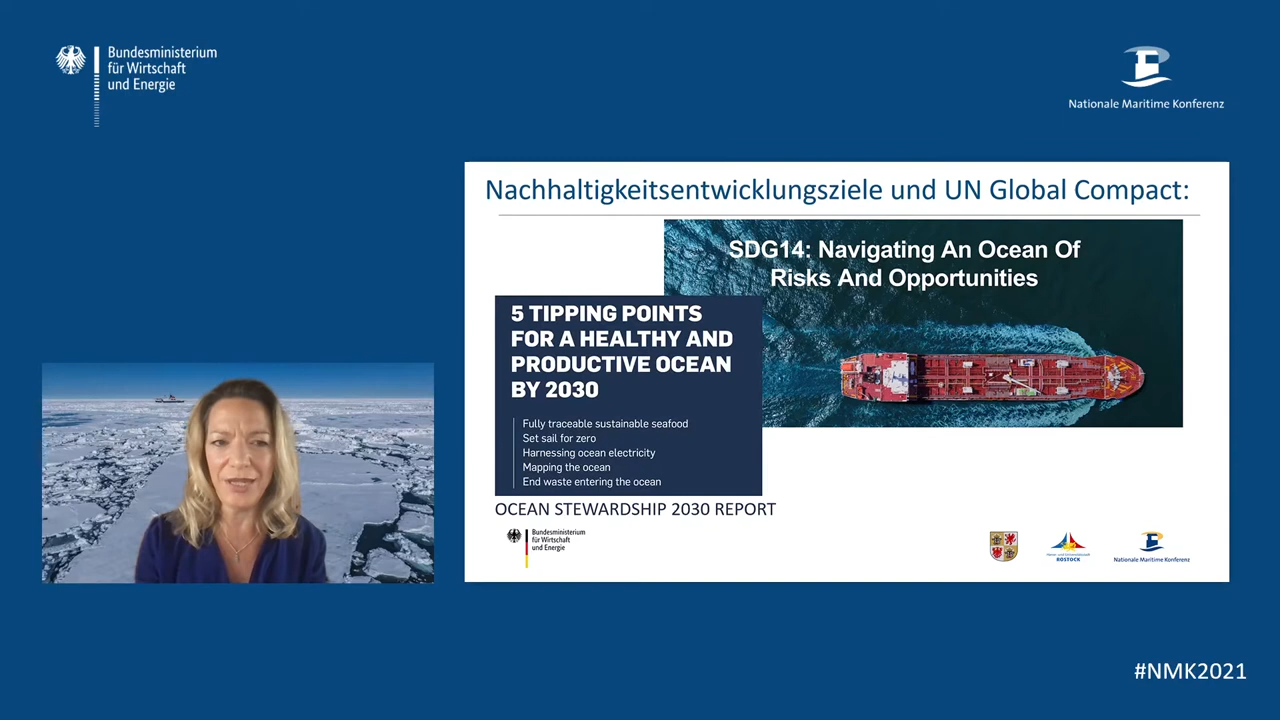 Bundesministerium
für Wirtschaft
und Energie
Nationale Maritime Konferenz
Nachhaltigkeitsentwicklungsziele und UN Global Compact:
SDG14: Navigating An Ocean Of
Risks And Opportunities
5 TIPPING POINTS
FOR A HEALTHY AND
PRODUCTIVE OCEAN
BY 2030
Fully traceable sustainable seafood
Set sail for zero
Harnessing ocean electricity
Mapping the ocean
End waste entering the ocean
OCEAN STEWARDSHIP 2030 REPORT
Bundesministerium
für Wirtschaft
und Energie
ROSTOCK
Nationale Maritime Konferenz
#NMK2021